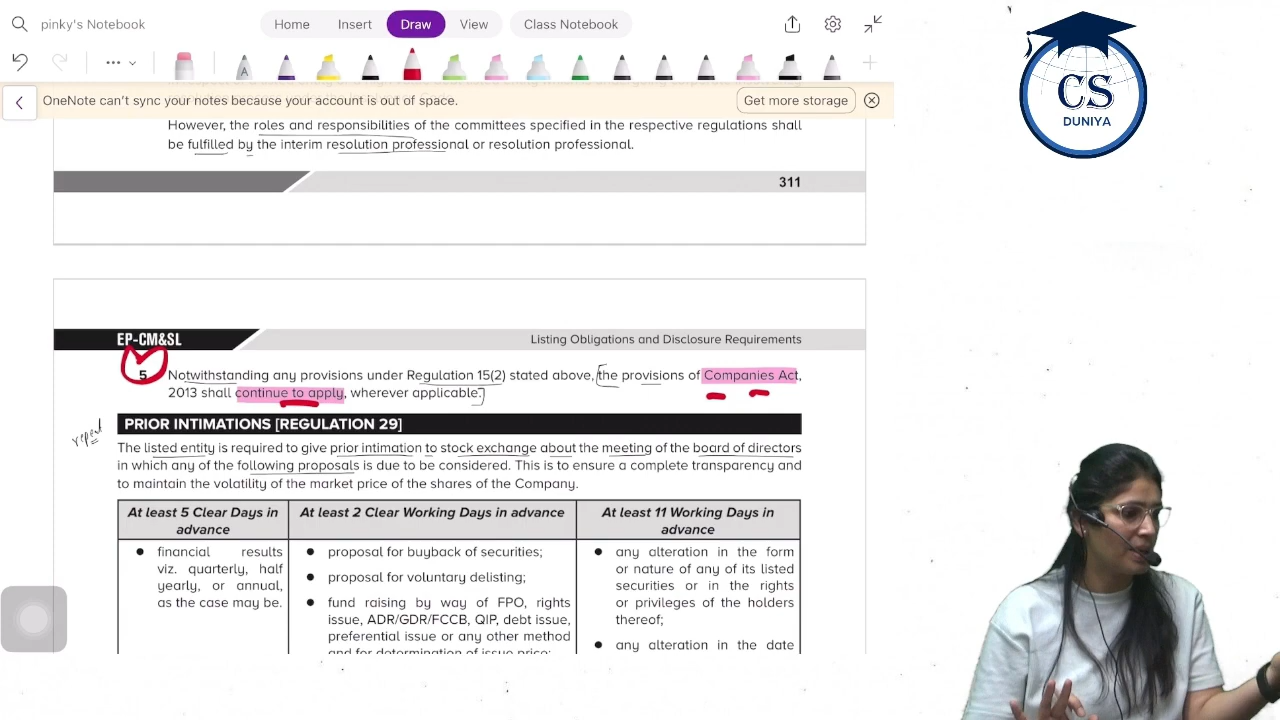 pinky's Notebook
Home Insert Draw View Class Notebook
A
OneNote can't sync your notes because your account is out of space.
Get more storage
However, the roles and responsibilities of the committees specified in the respective regulations shall
be fulfilled by the interim resolution professional or resolution professional.
311
EP-CM&SL
Listing Obligations and Disclosure Requirements
5 Notwithstanding any provisions under Regulation 15(2) stated above, the provisions of Companies Act,
2013 shall continue to apply, wherever applicable.
repeat
PRIOR INTIMATIONS [REGULATION 29]
The listed entity is required to give prior intimation to stock exchange about the meeting of the board of directors
in which any of the following proposals is due to be considered. This is to ensure a complete transparency and
to maintain the volatility of the market price of the shares of the Company.
At least 5 Clear Days in
advance
• financial results
viz. quarterly, half
yearly, or annual,
as the case may be.
At least 2 Clear Working Days in advance
• proposal for buyback of securities;
• proposal for voluntary delisting;
• fund raising by way of FPO, rights
issue, ADR/GDR/FCCB, QIP, debt issue,
preferential issue or any other method
and for determination of issue price;
At least 11 Working Days in
advance
• any alteration in the form
or nature of any of its listed
securities or in the rights
or privileges of the holders
thereof;
• any alteration in the date
CS
DUNIYA